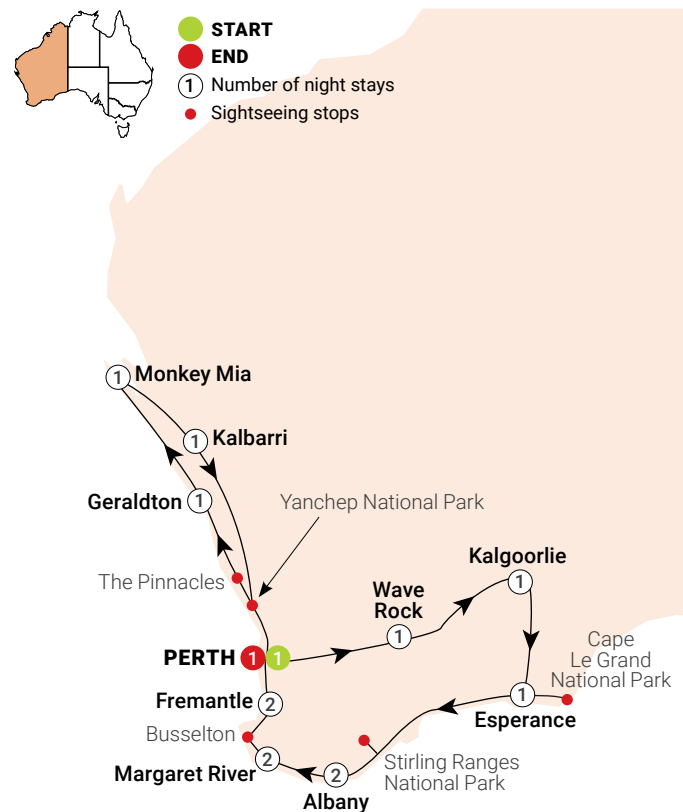 START
END
1 Number of night stays
Sightseeing stops
1 Monkey Mia
1 Kalbarri
Geraldton 1
Yanchep National Park
The Pinnacles
Kalgoorlie
1
Wave
Rock
1
PERTH 1 1
Cape
Le Grand
National Park
Fremantle 2
1
Esperance
Busselton
Margaret River 2
2
Albany
Stirling Ranges
National Park